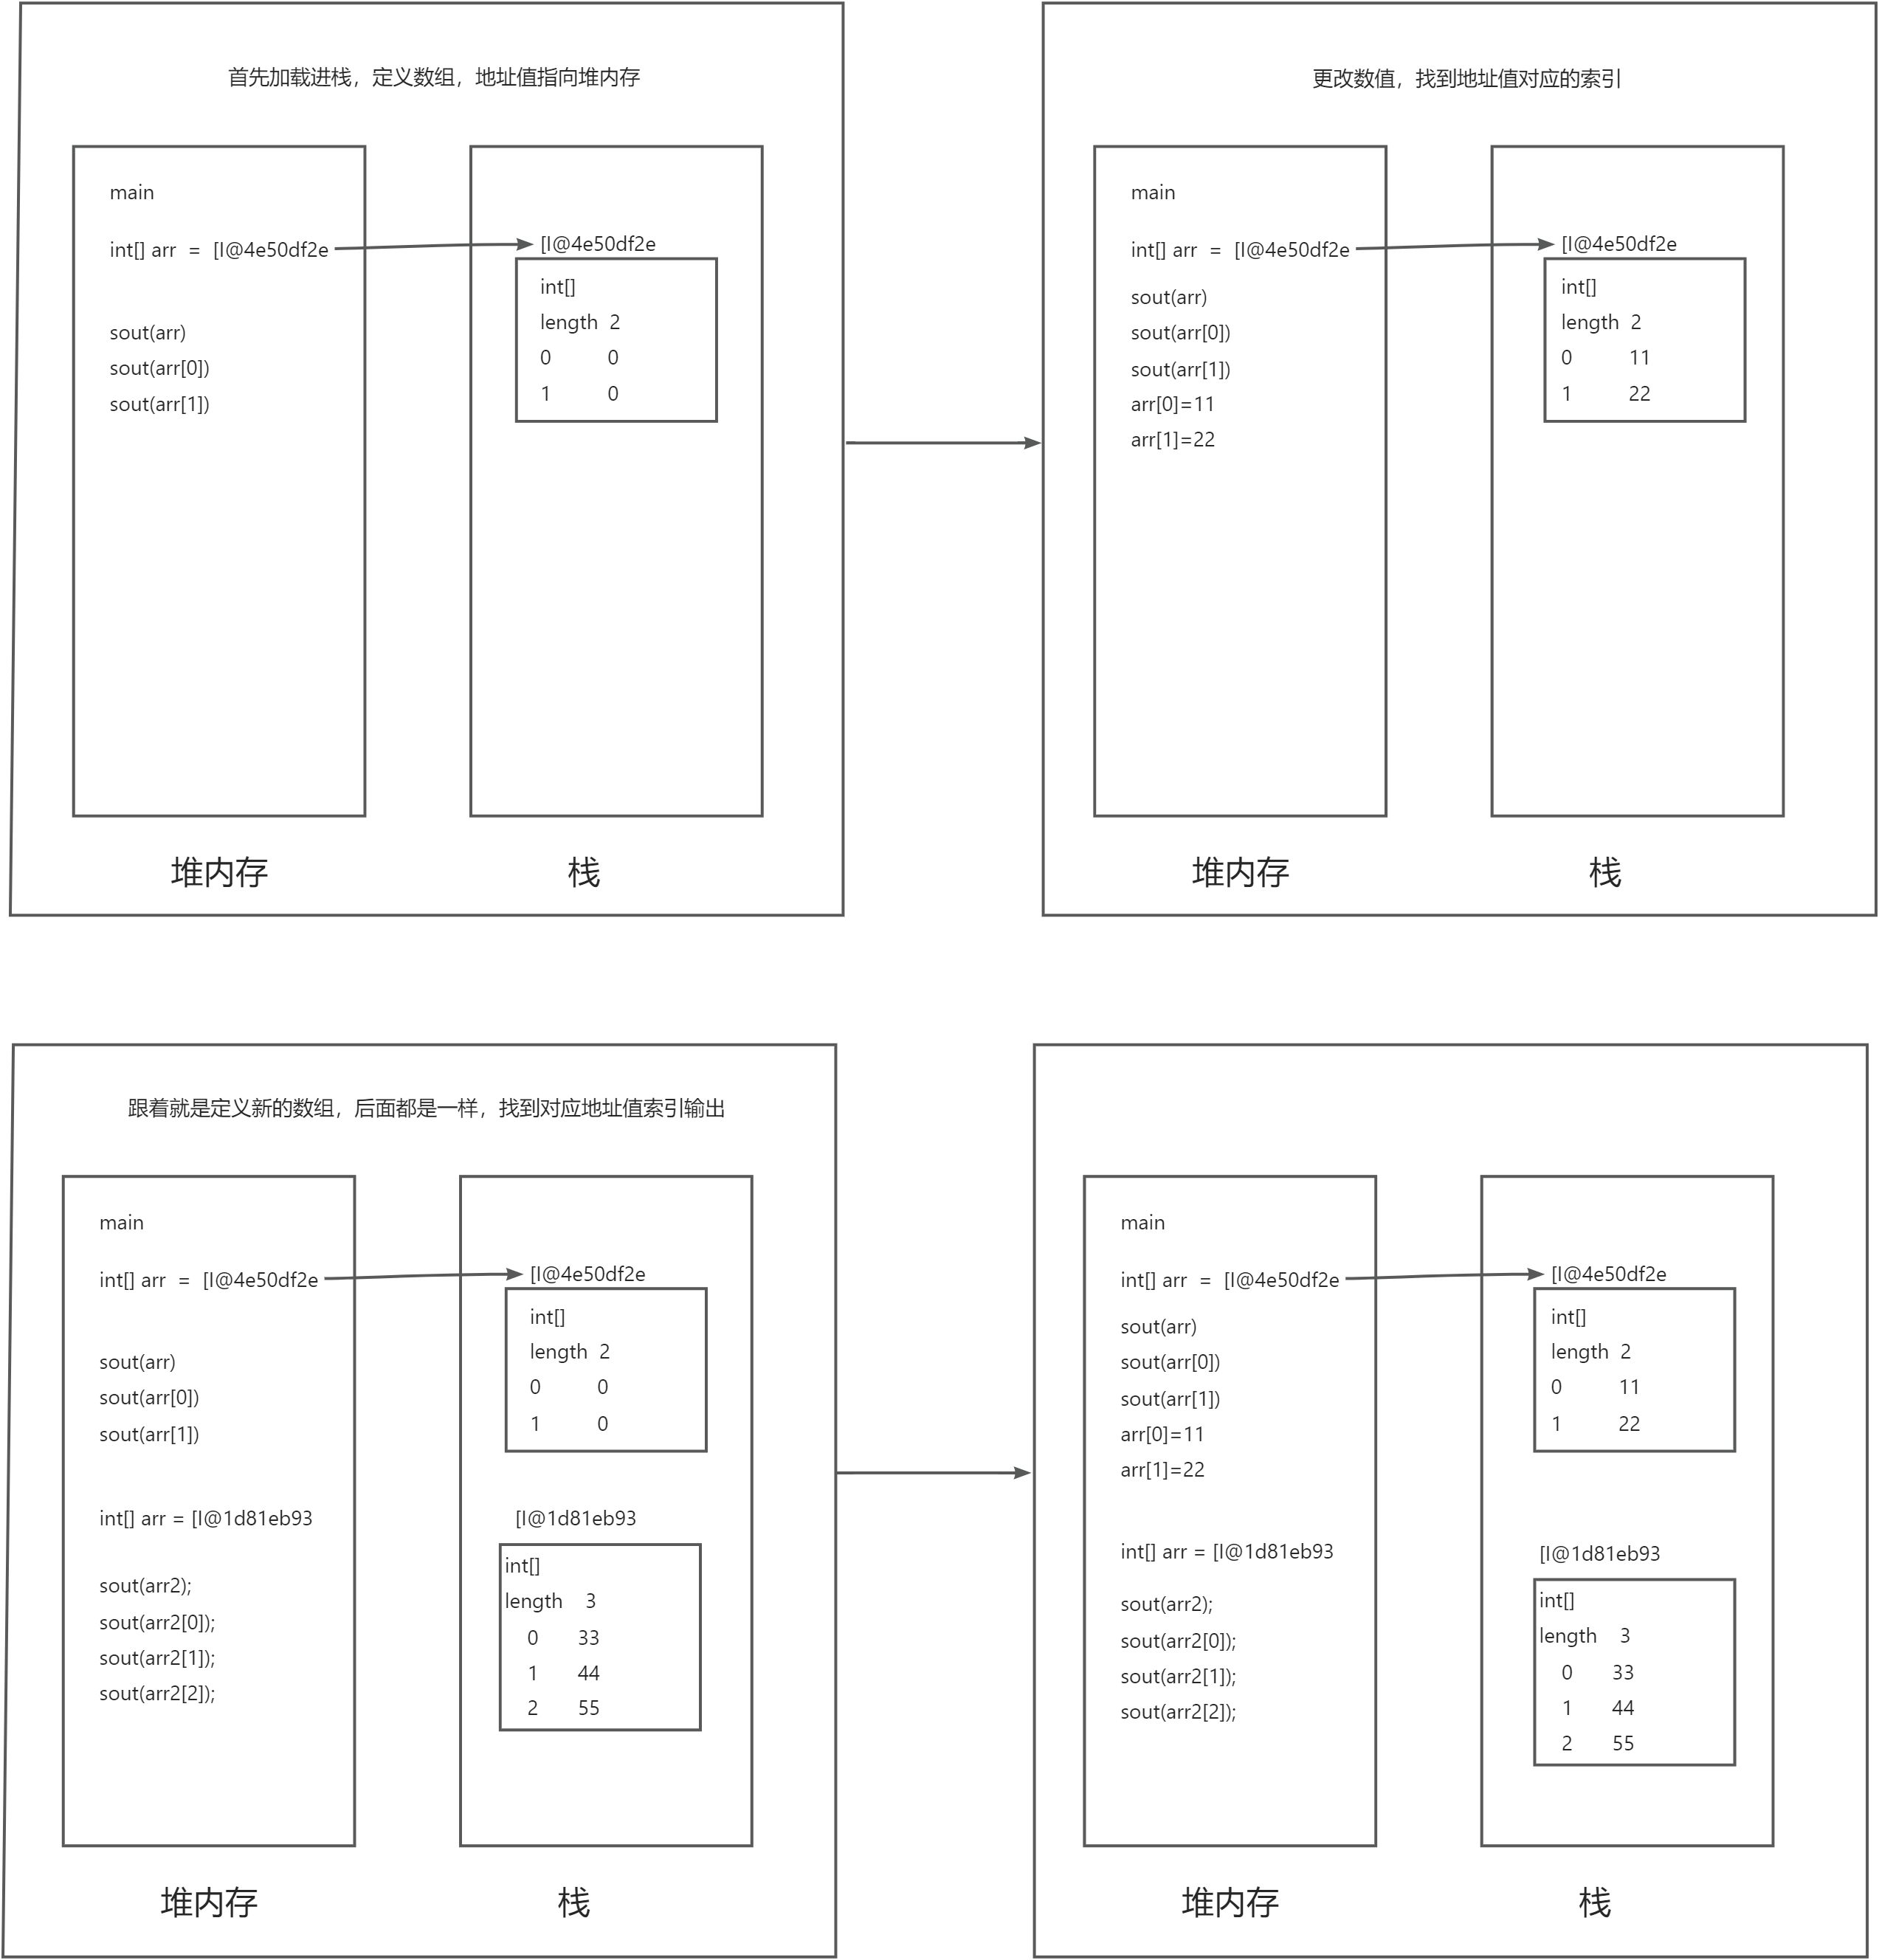 首先加载进栈，定义数组，地址值指向堆内存
main
int[] arr = [I@4e50df2e
sout(arr)
sout(arr[0])
sout(arr[1])
[I@4e50df2e
int[]
length 2
0 0
1 0
堆内存
栈
更改数值，找到地址值对应的索引
main
int[] arr = [I@4e50df2e
sout(arr)
sout(arr[0])
sout(arr[1])
arr[0]=11
arr[1]=22
[I@4e50df2e
int[]
length 2
0 11
1 22
堆内存
栈
跟着就是定义新的数组，后面都是一样，找到对应地址值索引输出
main
int[] arr = [I@4e50df2e
sout(arr)
sout(arr[0])
sout(arr[1])
int[] arr = [I@1d81eb93
sout(arr2);
sout(arr2[0]);
sout(arr2[1]);
sout(arr2[2]);
[I@4e50df2e
int[]
length 2
0 0
1 0
[I@1d81eb93
int[]
length 3
0 33
1 44
2 55
堆内存
栈
main
int[] arr = [I@4e50df2e
sout(arr)
sout(arr[0])
sout(arr[1])
arr[0]=11
arr[1]=22
int[] arr = [I@1d81eb93
sout(arr2);
sout(arr2[0]);
sout(arr2[1]);
sout(arr2[2]);
[I@4e50df2e
int[]
length 2
0 11
1 22
[I@1d81eb93
int[]
length 3
0 33
1 44
2 55
堆内存
栈